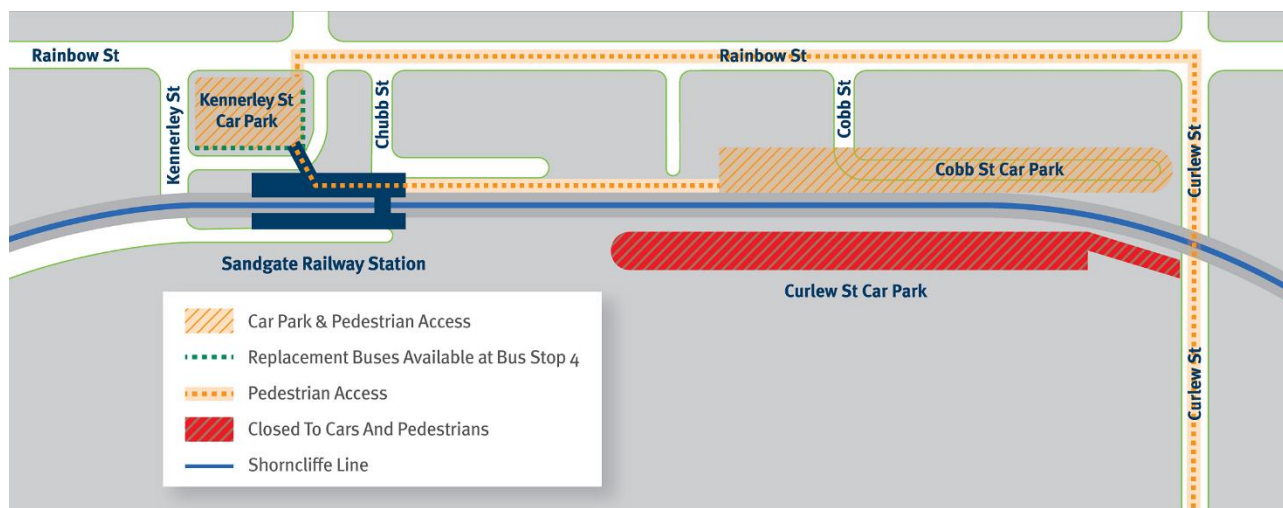 Rainbow St
Rainbow St
Kennerley St
Kennerley St
Car Park
Chubb St
Cobb St
Curlew St
Cobb St Car Park
Sandgate Railway Station
Curlew St Car Park
Curlew St
Car Park & Pedestrian Access
Replacement Buses Available at Bus Stop 4
Pedestrian Access
Closed To Cars And Pedestrians
Shorncliffe Line